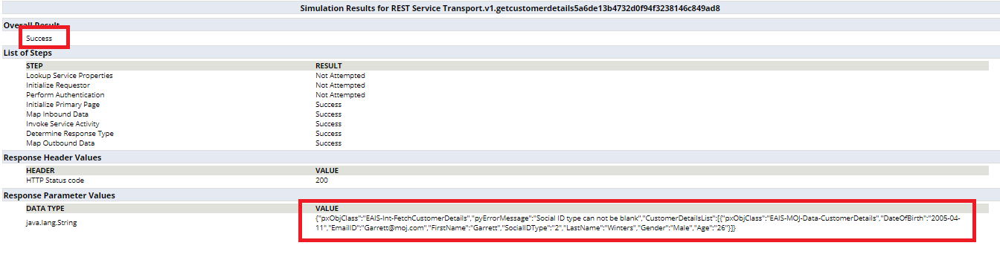 Simulation Results for REST Service Transport.v1.getcustomerdetails5a6de13b4732d0f94f3238146c849ad8
Overall Result
Success
List of Steps
STEP RESULT
Lookup Service Properties Not Attempted
Initialize Requestor Not Attempted
Perform Authentication Not Attempted
Initialize Primary Page Success
Map Inbound Data Success
Invoke Service Activity Success
Determine Response Type Success
Map Outbound Data Success
Response Header Values
HEADER VALUE
HTTP Status code 200
Response Parameter Values
DATA TYPE VALUE
java.lang.String {"pxObjClass":"EAIS-Int-FetchCustomerDetails","pyErrorMessage":"Social ID type can not be blank","CustomerDetailsList":[{"pxObjClass":"EAIS-MOJ-Data-CustomerDetails","DateOfBirth":"2005-04-
11","EmailID":"Garrett@moj.com","FirstName":"Garrett","SocialIDType":"2","LastName":"Winters","Gender":"Male","Age":"26"}]}